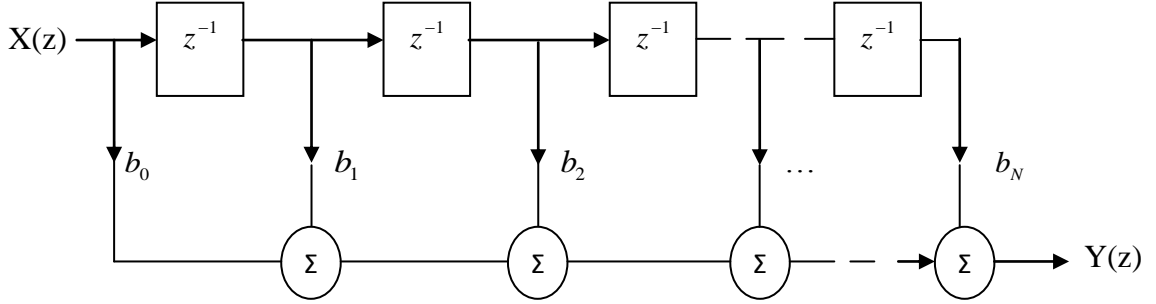 X(z) z⁻¹ z⁻¹ z⁻¹ z⁻¹
b₀ b₁ b₂ ... b_N
Σ Σ Σ Σ Y(z)